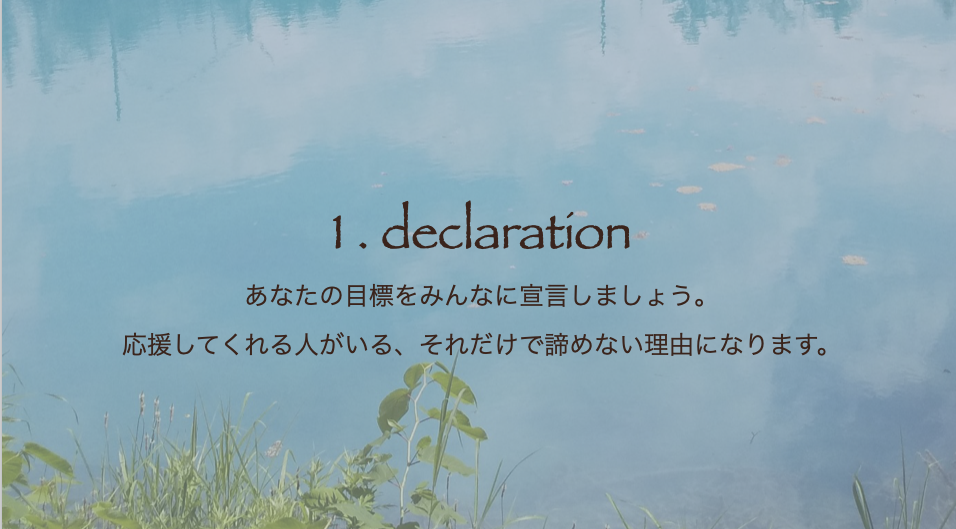 1 . declaration
あなたの目標をみんなに宣言しましょう。
応援してくれる人がいる、それだけで諦めない理由になります。